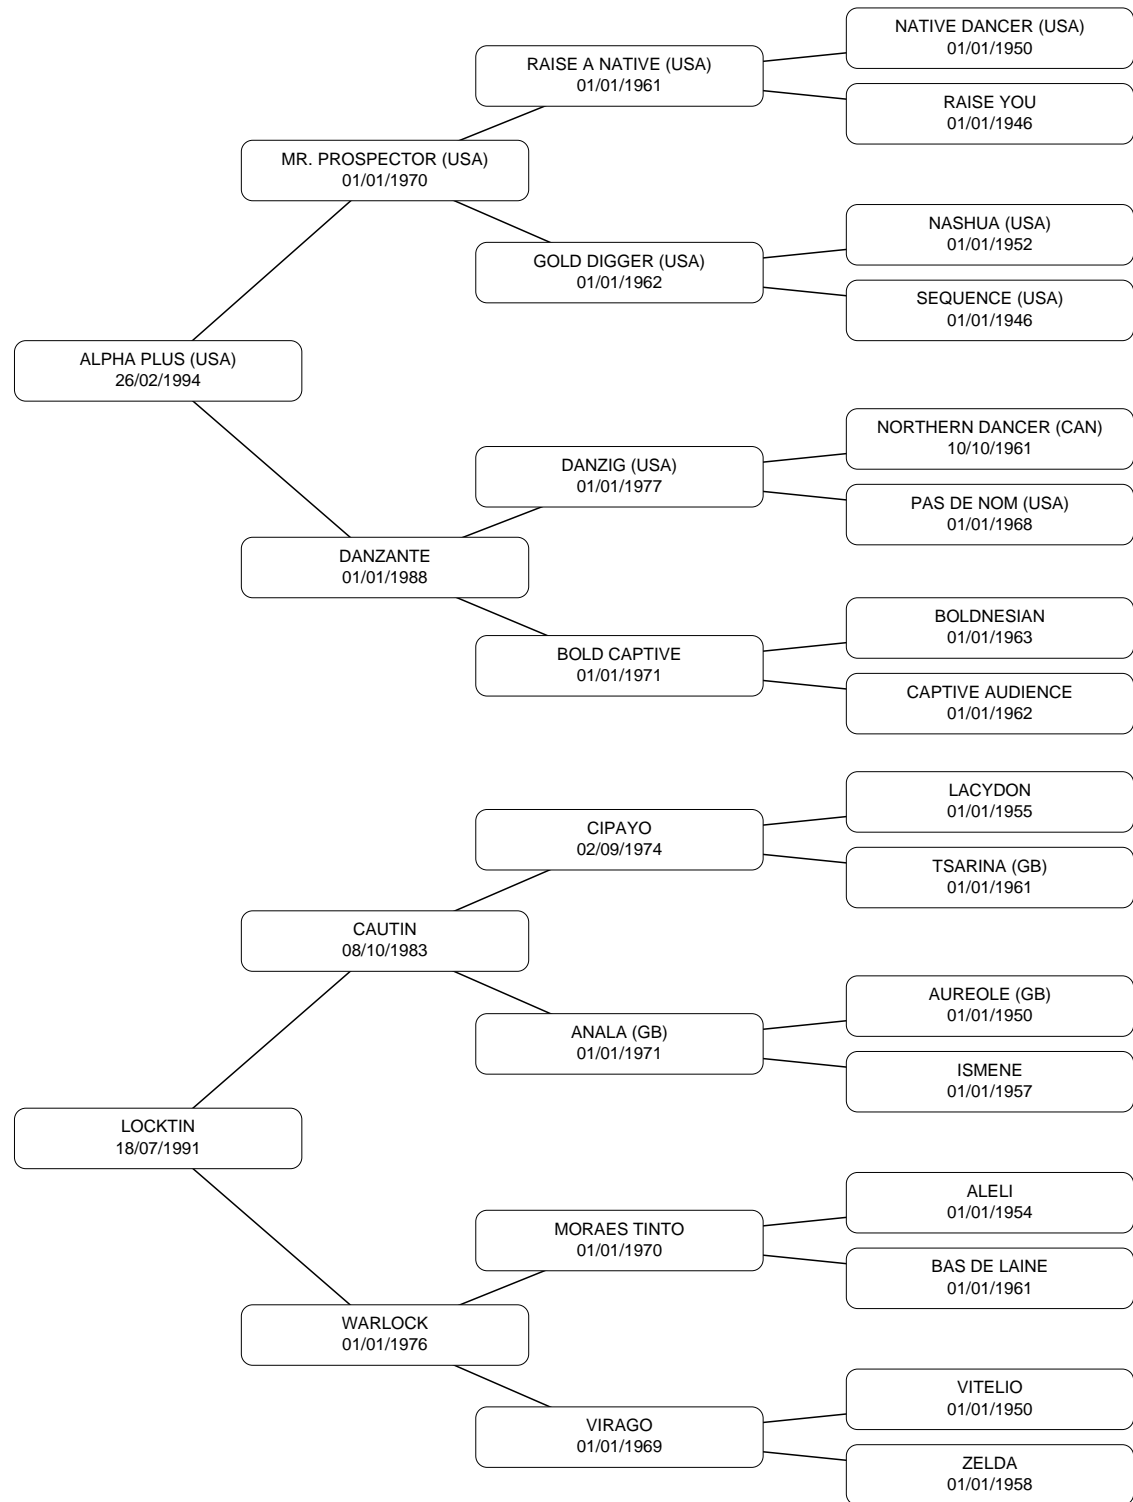 NATIVE DANCER (USA)
01/01/1950
RAISE A NATIVE (USA)
01/01/1961
RAISE YOU
01/01/1946
MR. PROSPECTOR (USA)
01/01/1970
NASHUA (USA)
01/01/1952
GOLD DIGGER (USA)
01/01/1962
SEQUENCE (USA)
01/01/1946
ALPHA PLUS (USA)
26/02/1994
NORTHERN DANCER (CAN)
10/10/1961
DANZIG (USA)
01/01/1977
PAS DE NOM (USA)
01/01/1968
DANZANTE
01/01/1988
BOLDNESIAN
01/01/1963
BOLD CAPTIVE
01/01/1971
CAPTIVE AUDIENCE
01/01/1962
LACYDON
01/01/1955
CIPAYO
02/09/1974
TSARINA (GB)
01/01/1961
CAUTIN
08/10/1983
AUREOLE (GB)
01/01/1950
ANALA (GB)
01/01/1971
ISMENE
01/01/1957
LOCKTIN
18/07/1991
ALELI
01/01/1954
MORAES TINTO
01/01/1970
BAS DE LAINE
01/01/1961
WARLOCK
01/01/1976
VITELIO
01/01/1950
VIRAGO
01/01/1969
ZELDA
01/01/1958